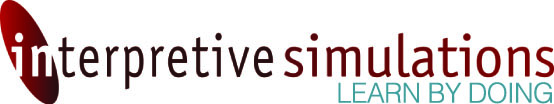 interpretive simulations
LEARN BY DOING